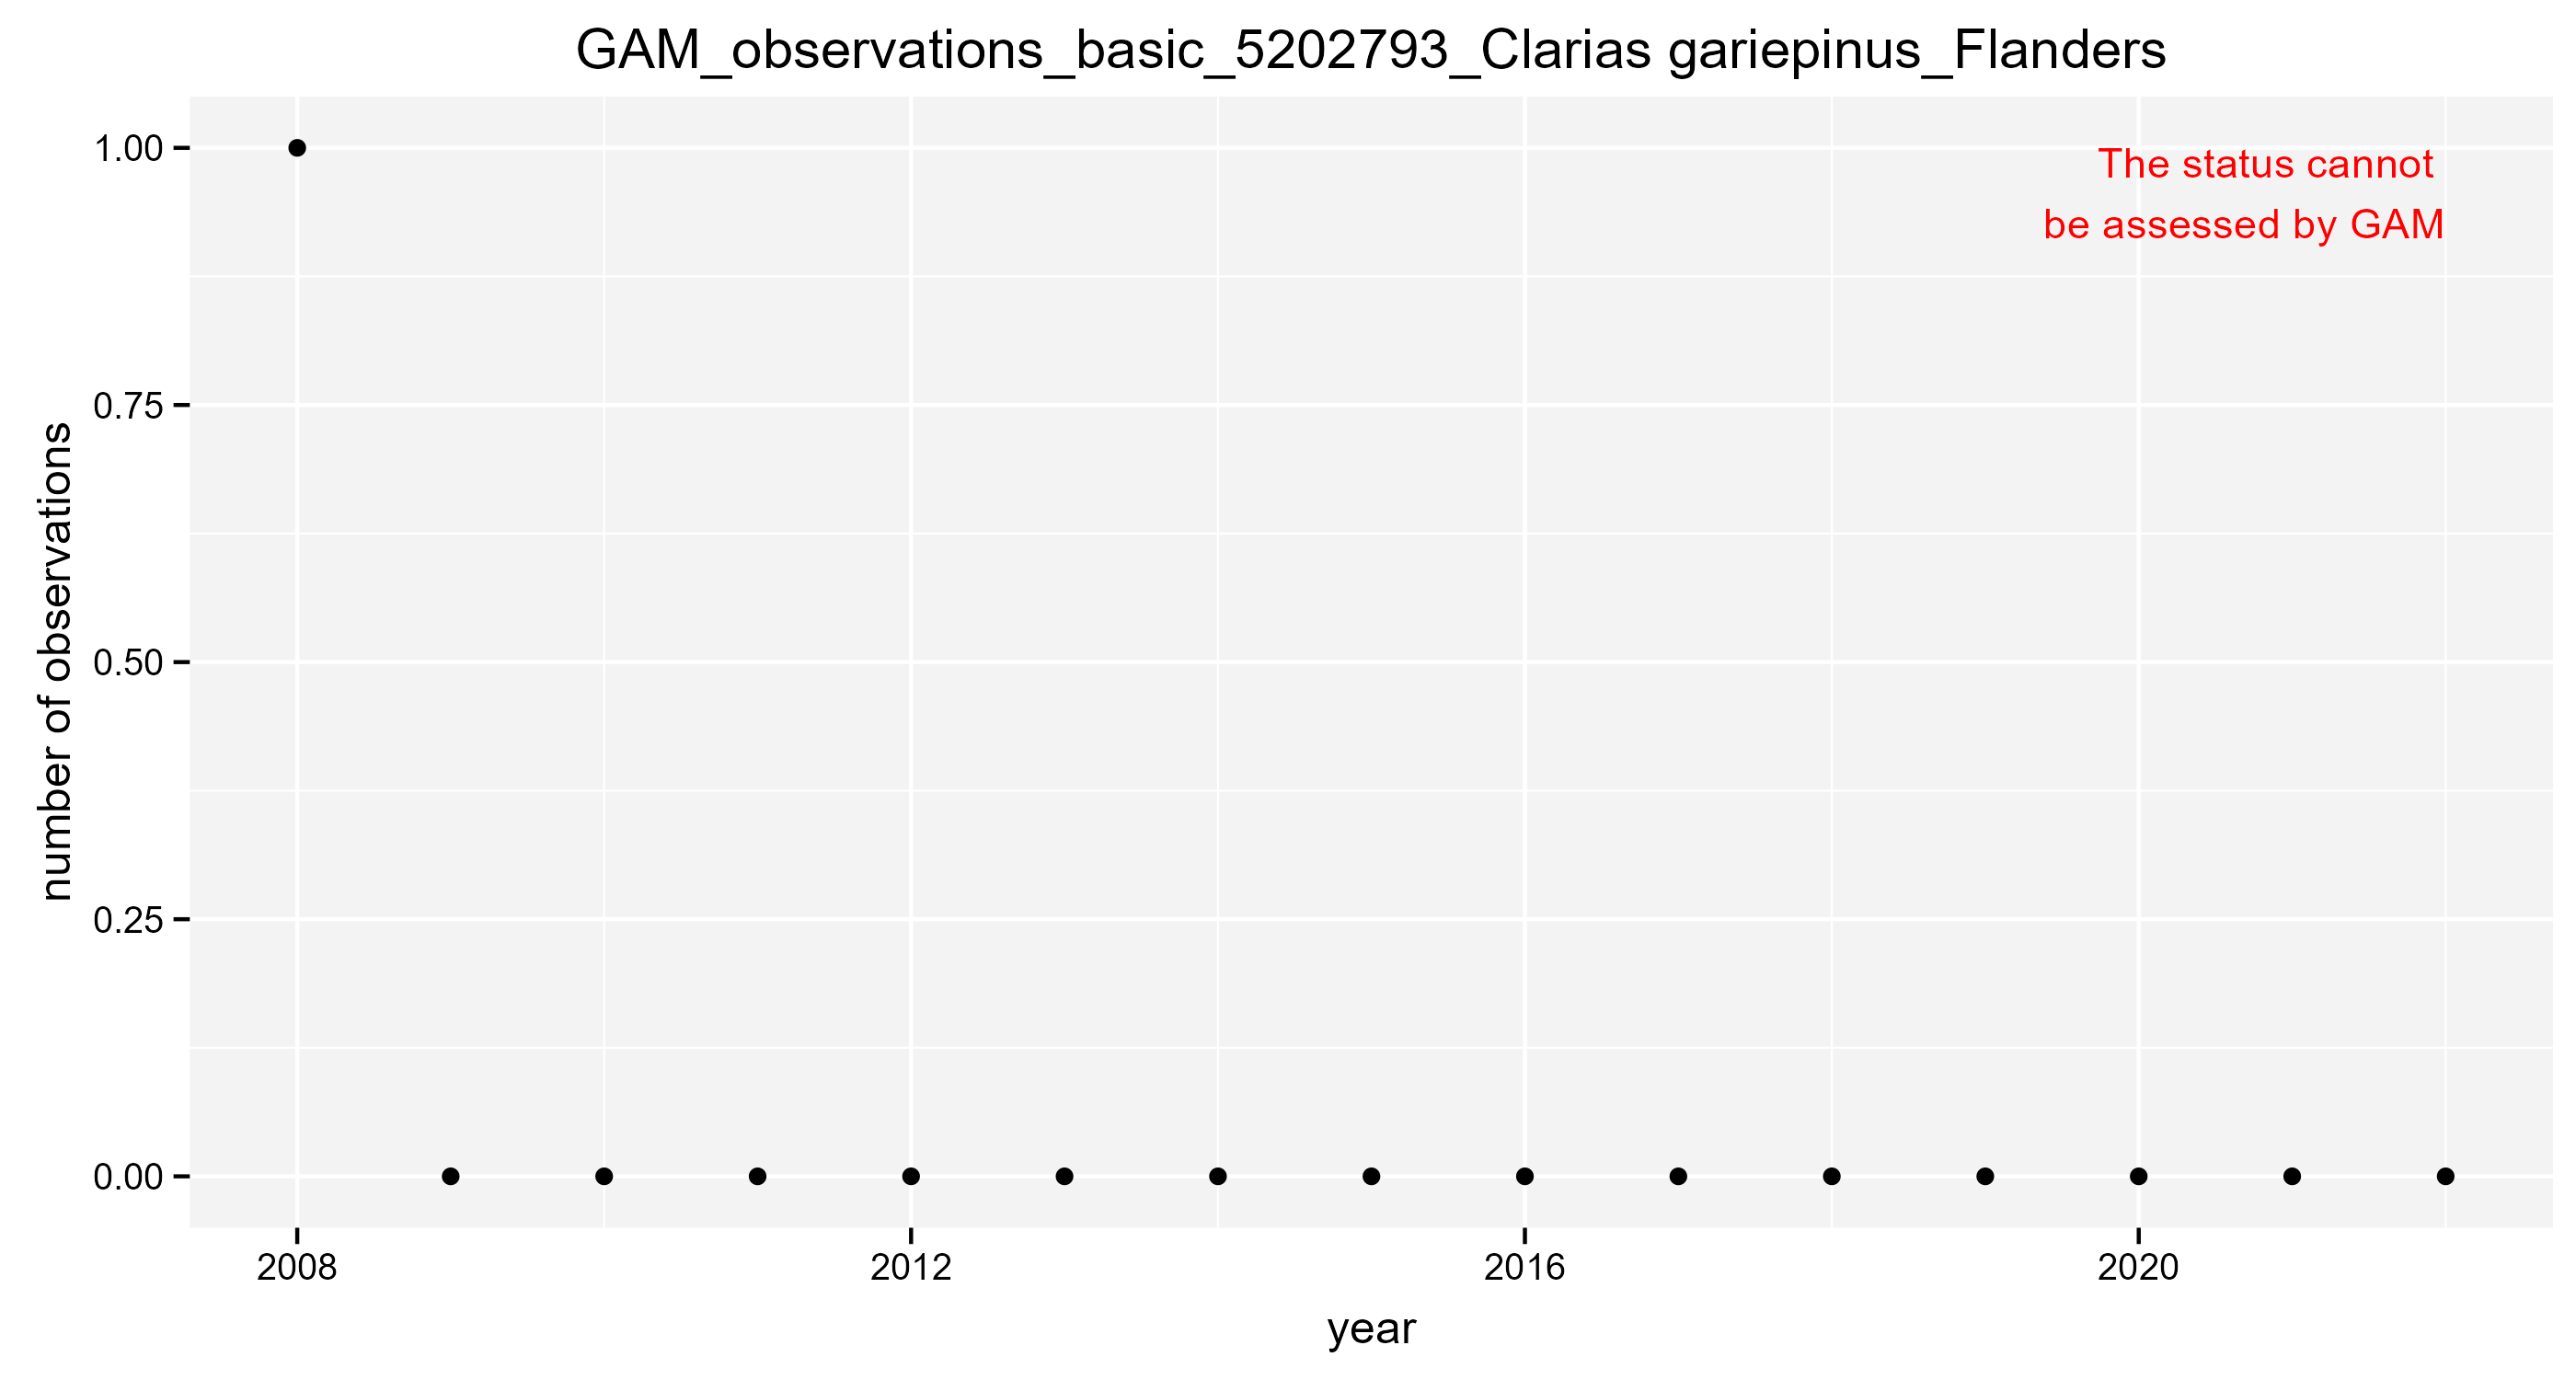 GAM_observations_basic_5202793_Clarias gariepinus_Flanders
The status cannot
be assessed by GAM
number of observations
1.00
0.75
0.50
0.25
0.00
2008 2012 2016 2020
year